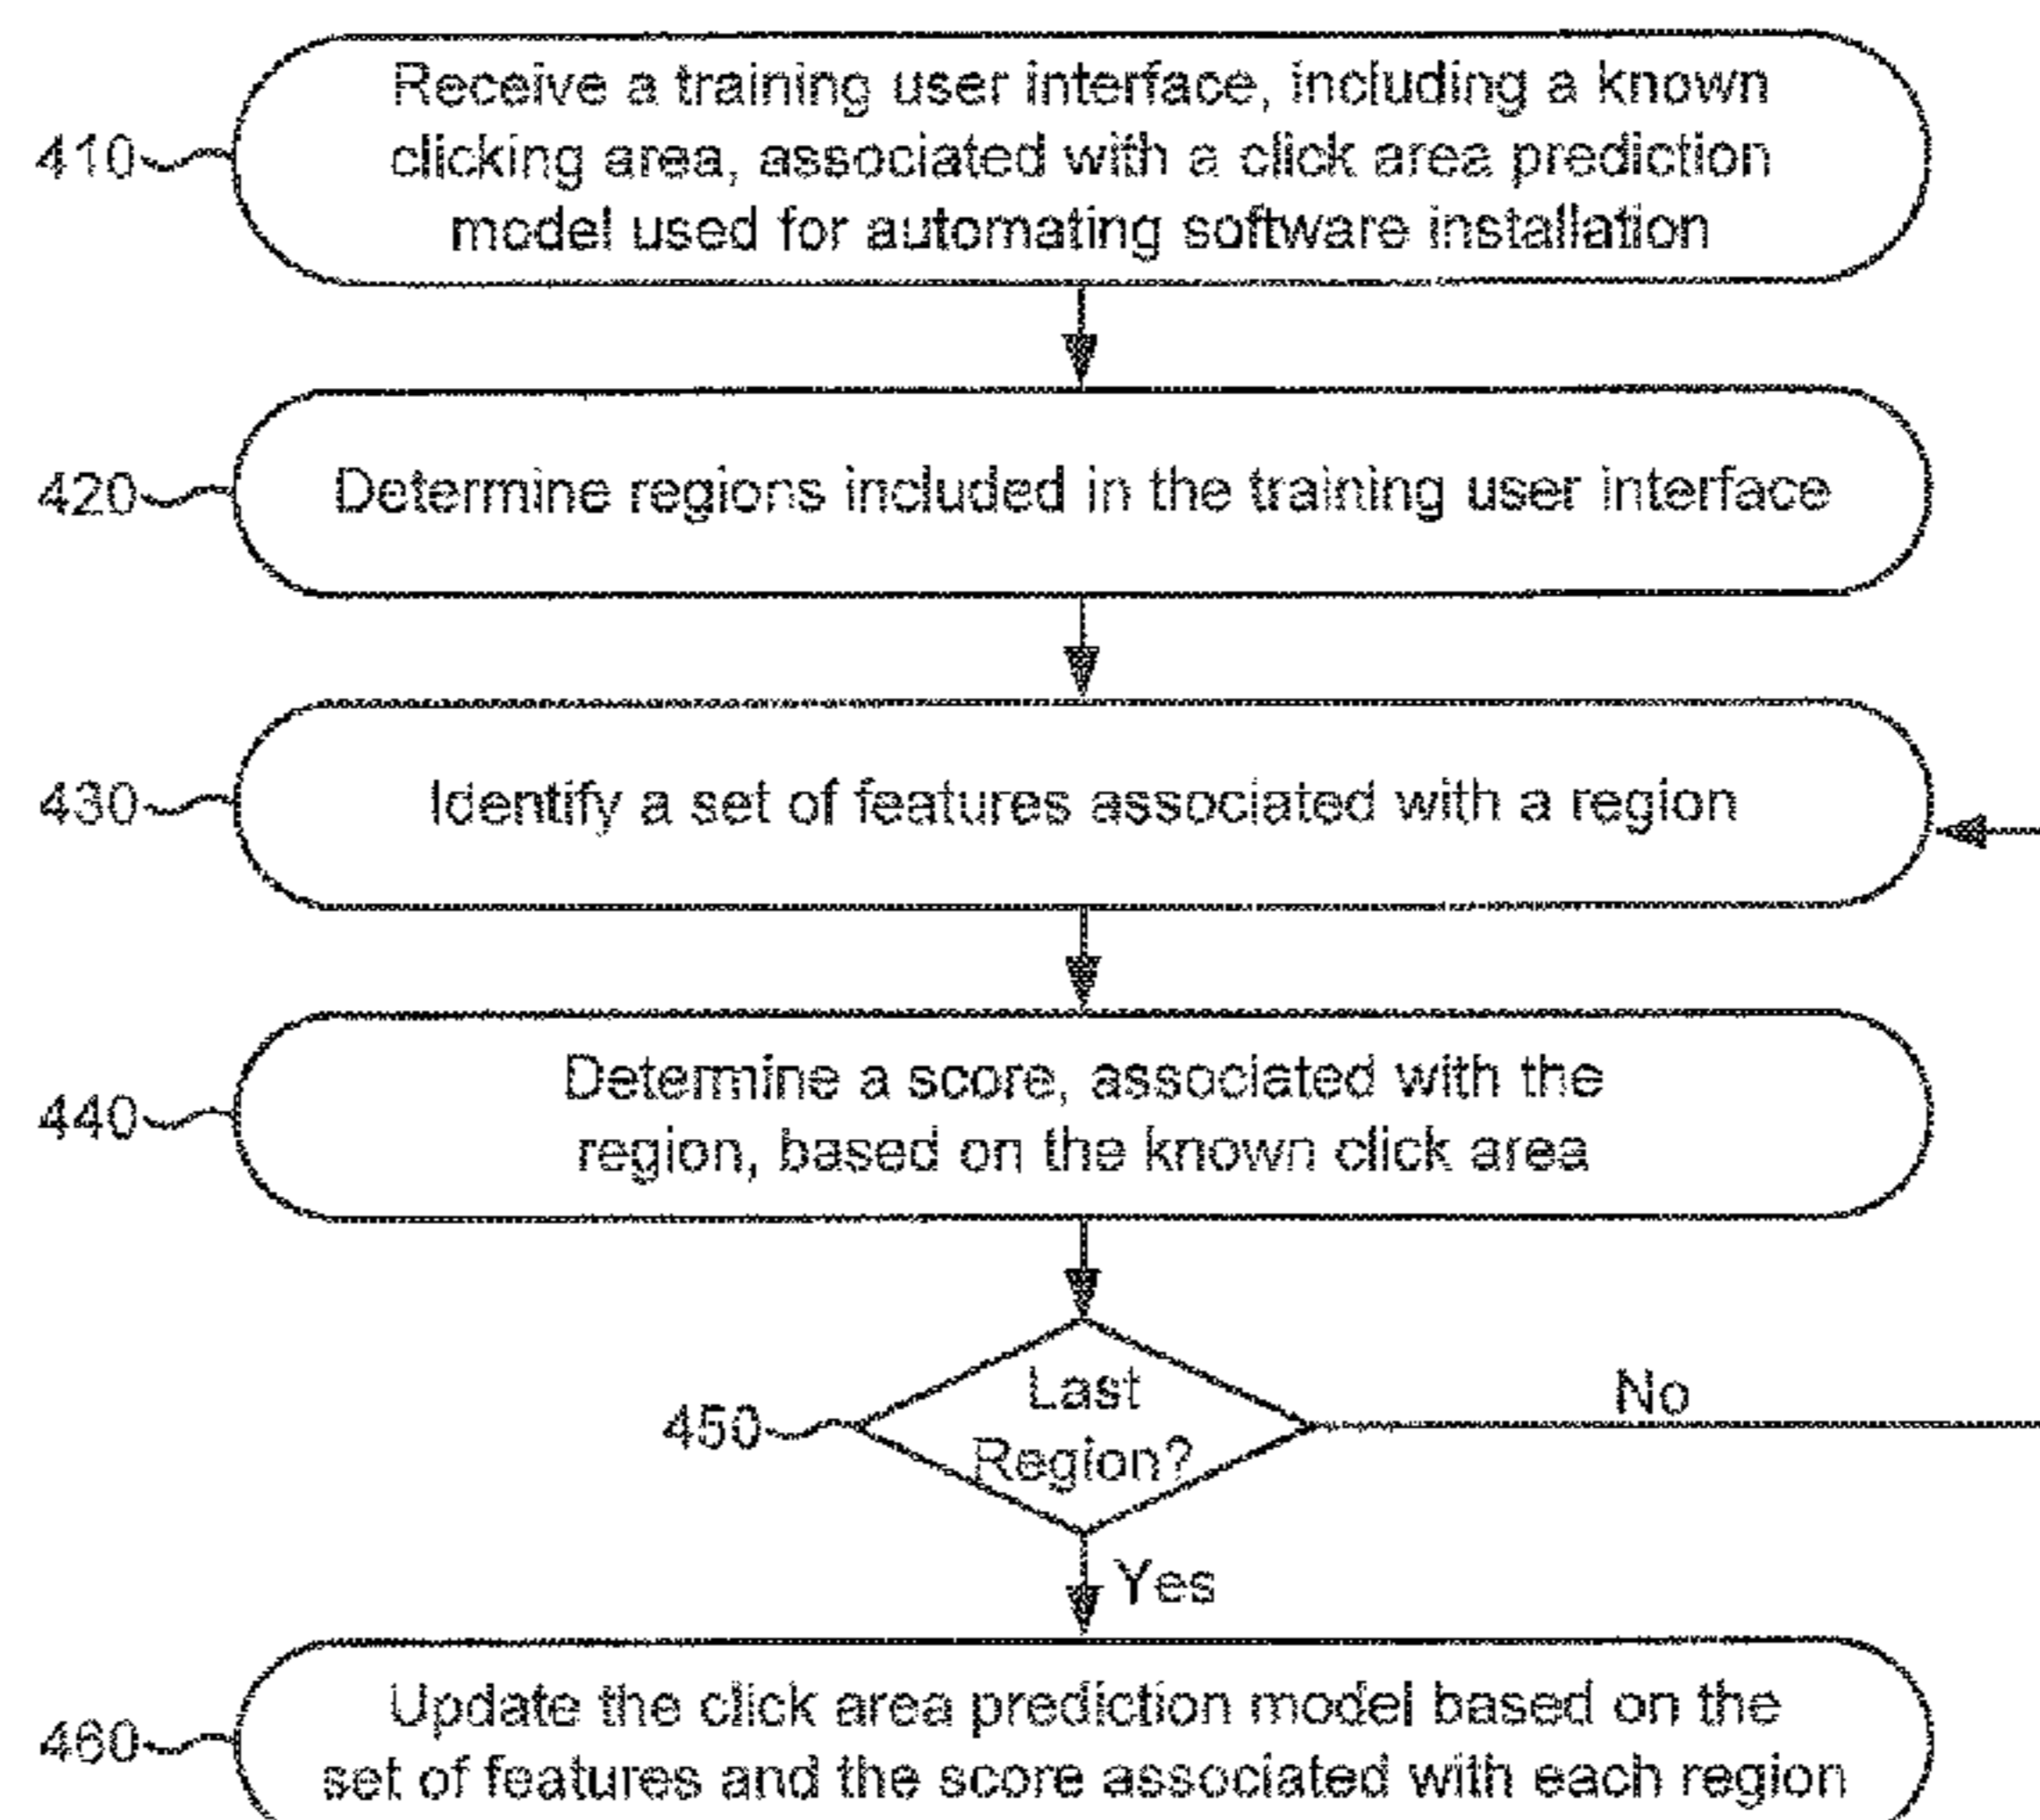 Receive a training user interface, including a known
410
clicking area, associated with a click area prediction
model used for automating software installation
420
Determine regions included in the training user interface
430
Identify a set of features associated with a region
Determine a score, associated with the
440
region, based on the known click area
Last
No
450
Region?
Yes
Update the click area prediction model based on the
460
set of features and the score associated with each region